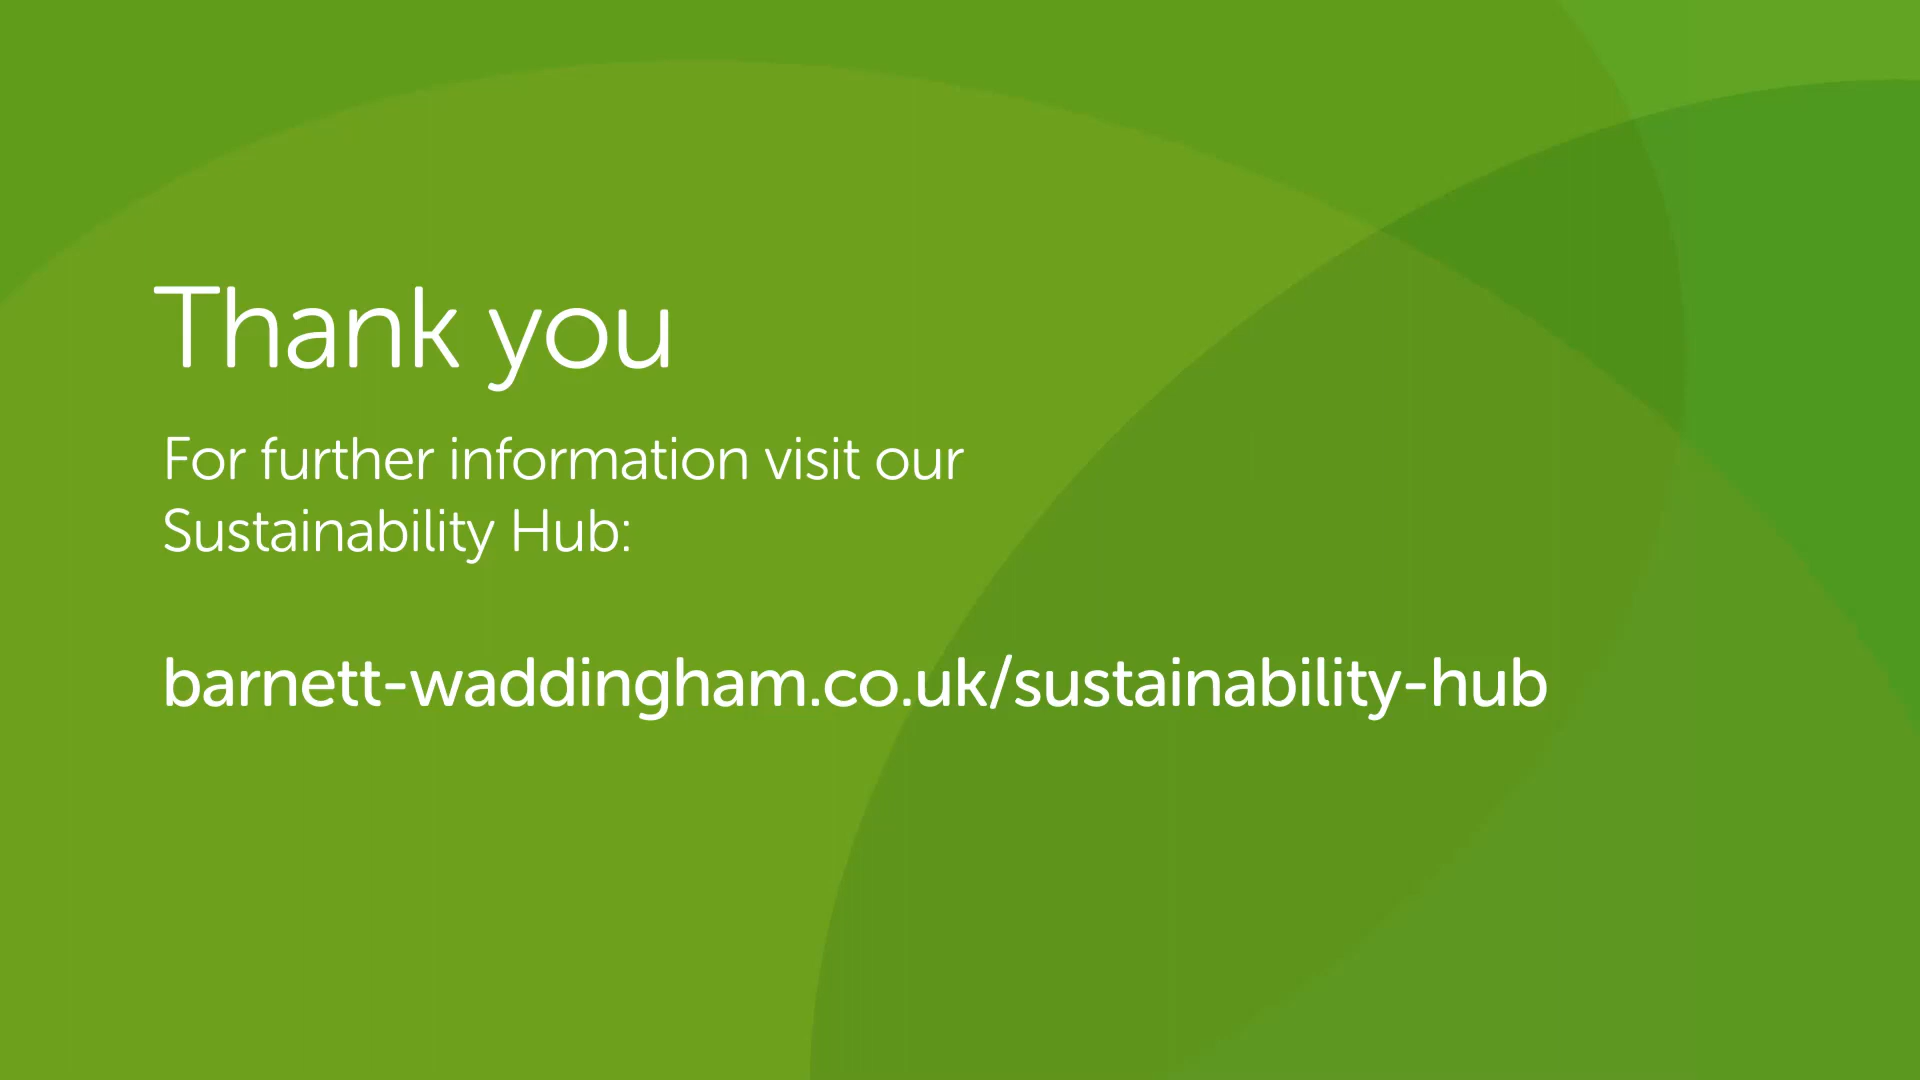 Thank you
For further information visit our
Sustainability Hub:
barnett-waddingham.co.uk/sustainability-hub